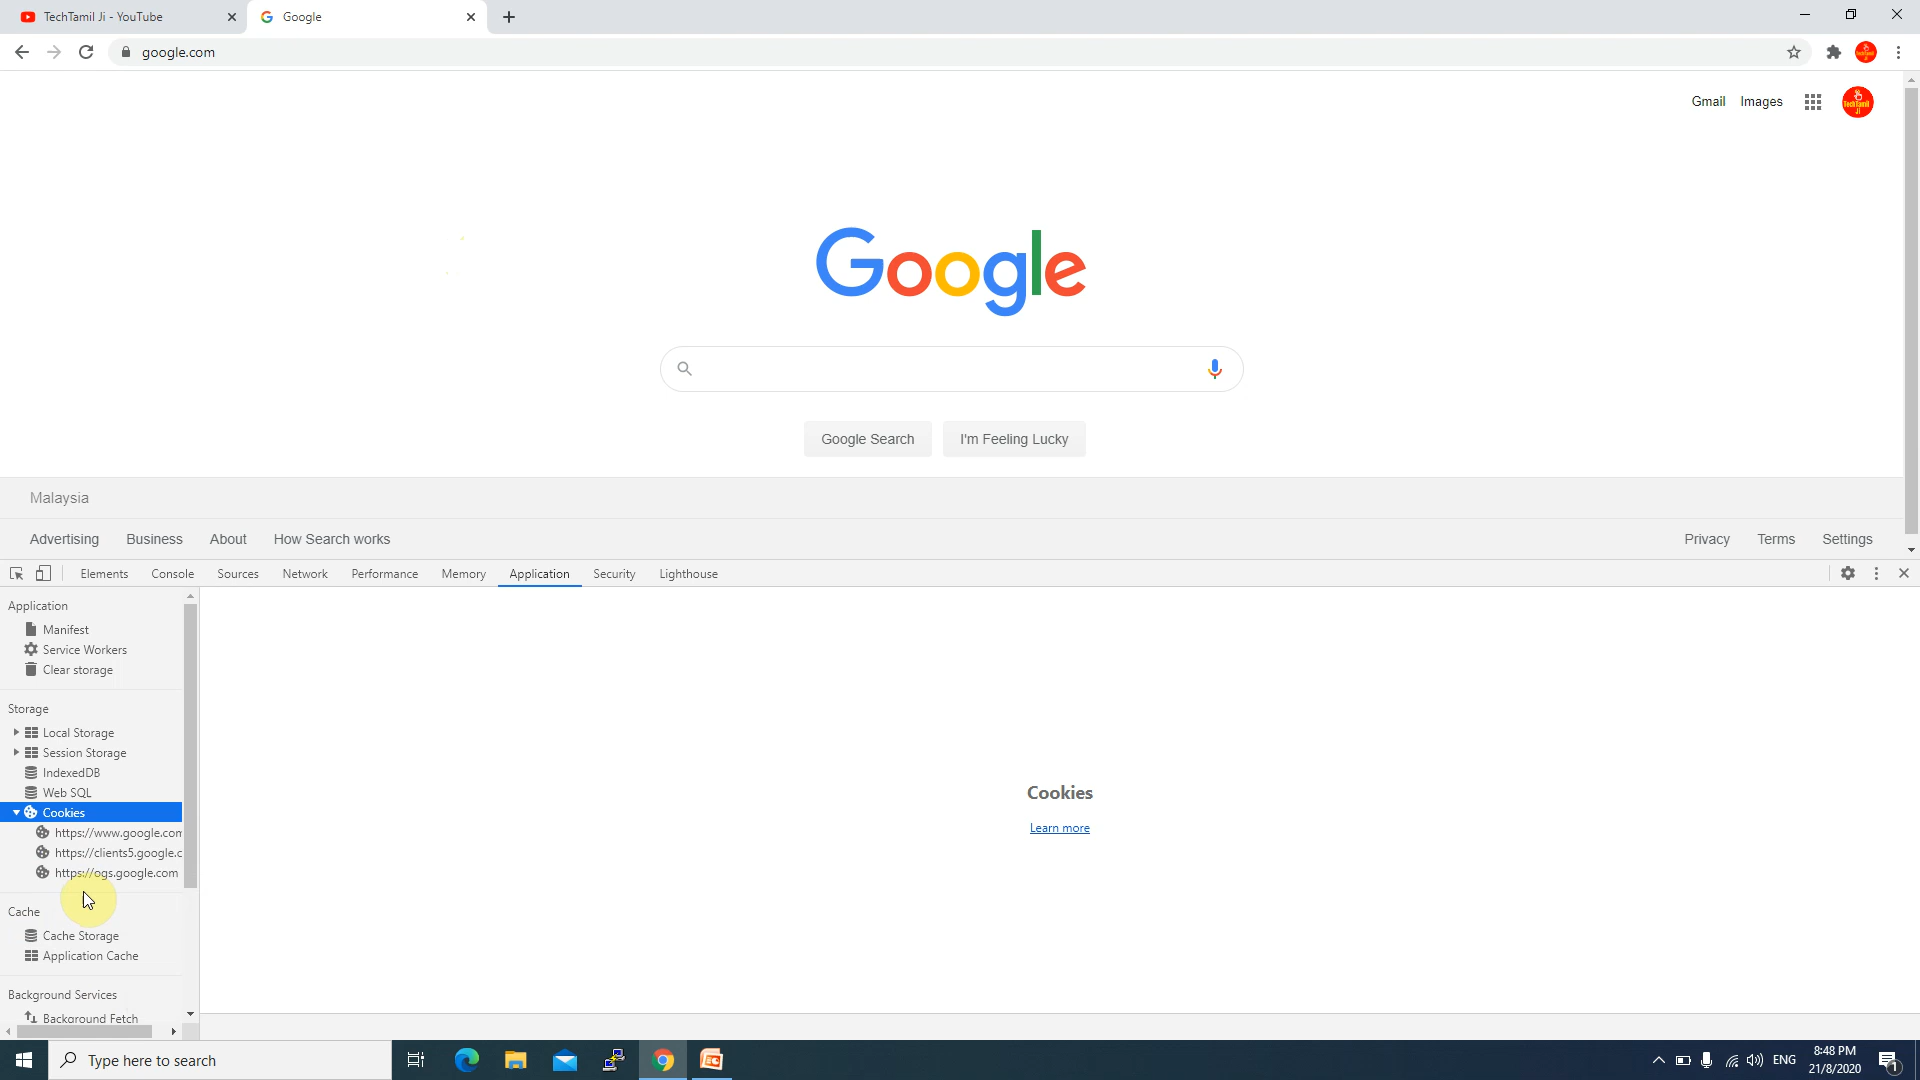 TechTamil Ji - YouTube
Google
google.com
Gmail Images
TechTamil Ji
Google
Google Search I'm Feeling Lucky
Malaysia
Advertising Business About How Search works Privacy Terms Settings
Elements Console Sources Network Performance Memory Application Security Lighthouse
Application
Manifest
Service Workers
Clear storage
Storage
Local Storage
Session Storage
IndexedDB
Web SQL
Cookies
https://www.google.com
https://clients5.google.c
https://ogs.google.com
Cache
Cache Storage
Application Cache
Background Services
Background Fetch
Cookies
Learn more
Type here to search
ENG
8:48 PM
21/8/2020
1